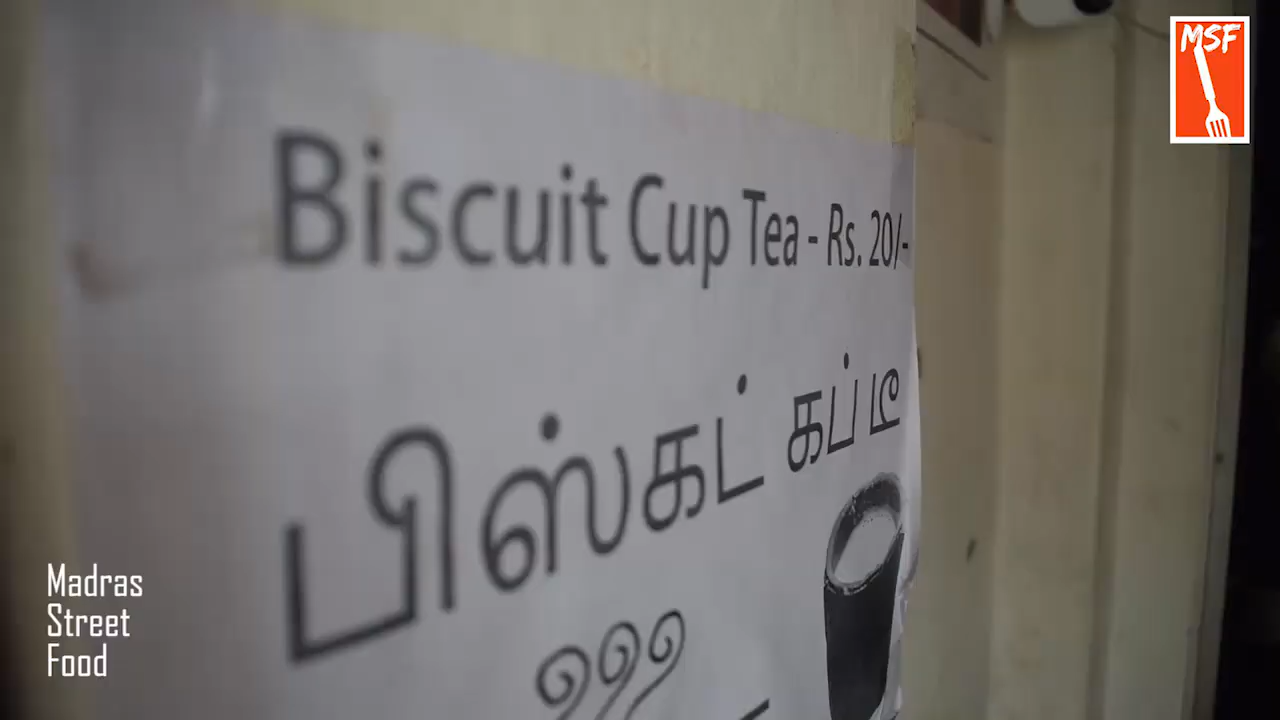 MSF
Biscuit Cup Tea - Rs. 20/-
பிஸ்கட் கப் டீ
Madras
Street
Food